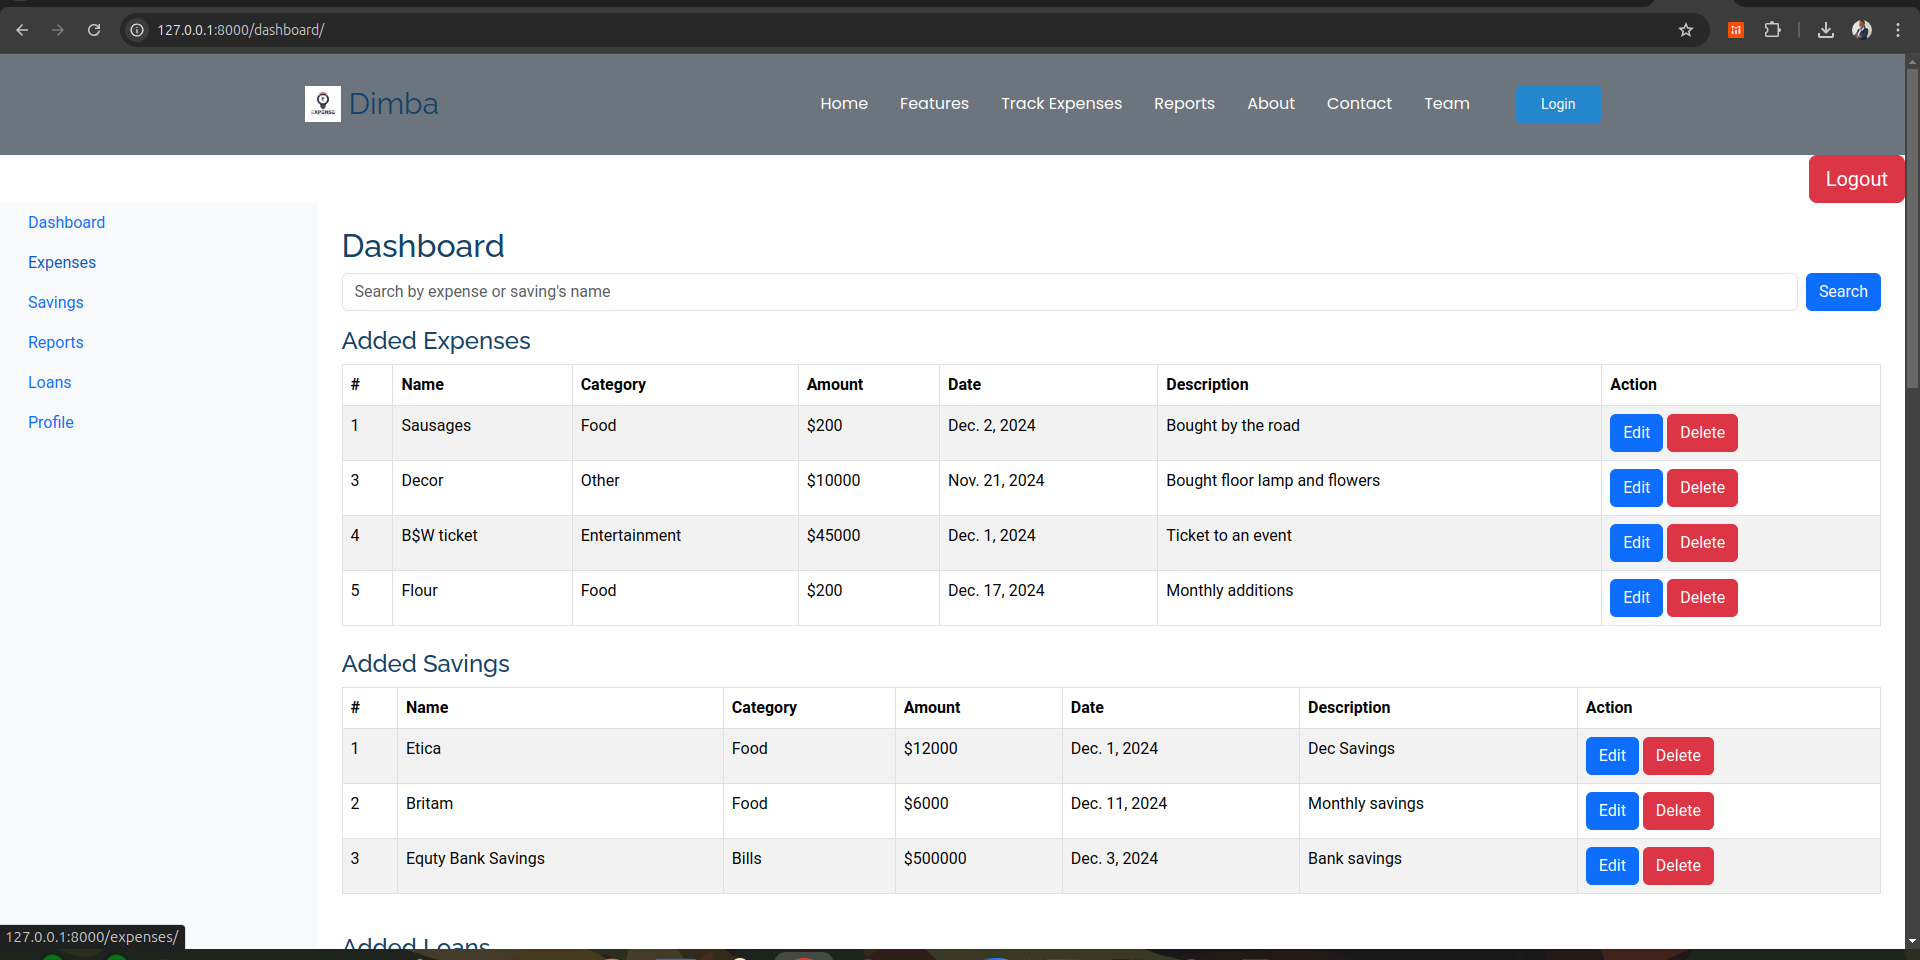 127.0.0.1:8000/dashboard/
EXPENSE
Dimba
Home Features Track Expenses Reports About Contact Team Login
Logout
Dashboard
Expenses
Savings
Reports
Loans
Profile
Dashboard
Search by expense or saving's name Search
Added Expenses
# Name Category Amount Date Description Action
1 Sausages Food $200 Dec. 2, 2024 Bought by the road Edit Delete
3 Decor Other $10000 Nov. 21, 2024 Bought floor lamp and flowers Edit Delete
4 B$W ticket Entertainment $45000 Dec. 1, 2024 Ticket to an event Edit Delete
5 Flour Food $200 Dec. 17, 2024 Monthly additions Edit Delete
Added Savings
# Name Category Amount Date Description Action
1 Etica Food $12000 Dec. 1, 2024 Dec Savings Edit Delete
2 Britam Food $6000 Dec. 11, 2024 Monthly savings Edit Delete
3 Equty Bank Savings Bills $500000 Dec. 3, 2024 Bank savings Edit Delete
Added Loans
127.0.0.1:8000/expenses/